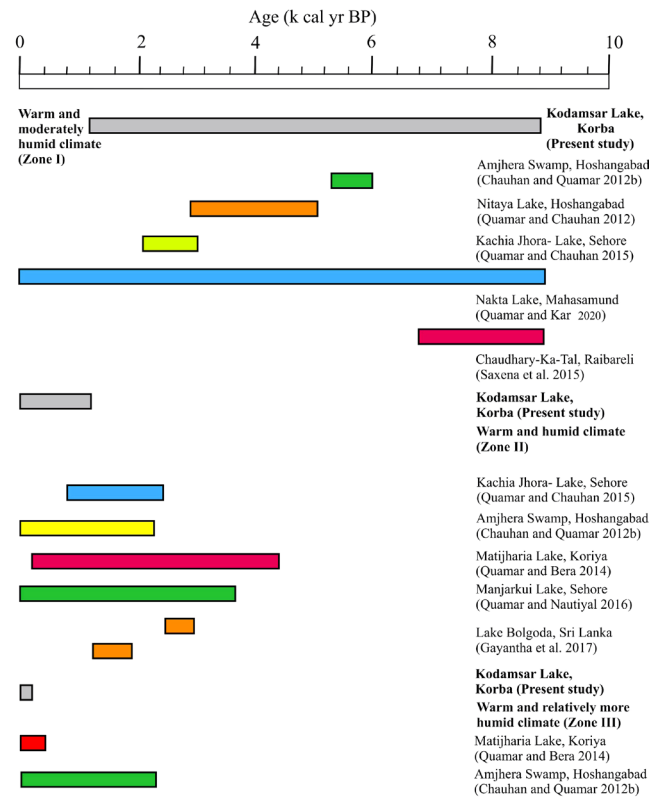 Age (k cal yr BP)
0 2 4 6 8 10
Warm and
moderately
humid climate
(Zone I)
Kodamsar Lake,
Korba
(Present study)
Amjhera Swamp, Hoshangabad
(Chauhan and Quamar 2012b)
Nitaya Lake, Hoshangabad
(Quamar and Chauhan 2012)
Kachia Jhora- Lake, Sehore
(Quamar and Chauhan 2015)
Nakta Lake, Mahasamund
(Quamar and Kar 2020)
Chaudhary-Ka-Tal, Raibareli
(Saxena et al. 2015)
Kodamsar Lake,
Korba (Present study)
Warm and humid climate
(Zone II)
Kachia Jhora- Lake, Sehore
(Quamar and Chauhan 2015)
Amjhera Swamp, Hoshangabad
(Chauhan and Quamar 2012b)
Matijharia Lake, Koriya
(Quamar and Bera 2014)
Manjarkui Lake, Sehore
(Quamar and Nautiyal 2016)
Lake Bolgoda, Sri Lanka
(Gayantha et al. 2017)
Kodamsar Lake,
Korba (Present study)
Warm and relatively more
humid climate (Zone III)
Matijharia Lake, Koriya
(Quamar and Bera 2014)
Amjhera Swamp, Hoshangabad
(Chauhan and Quamar 2012b)